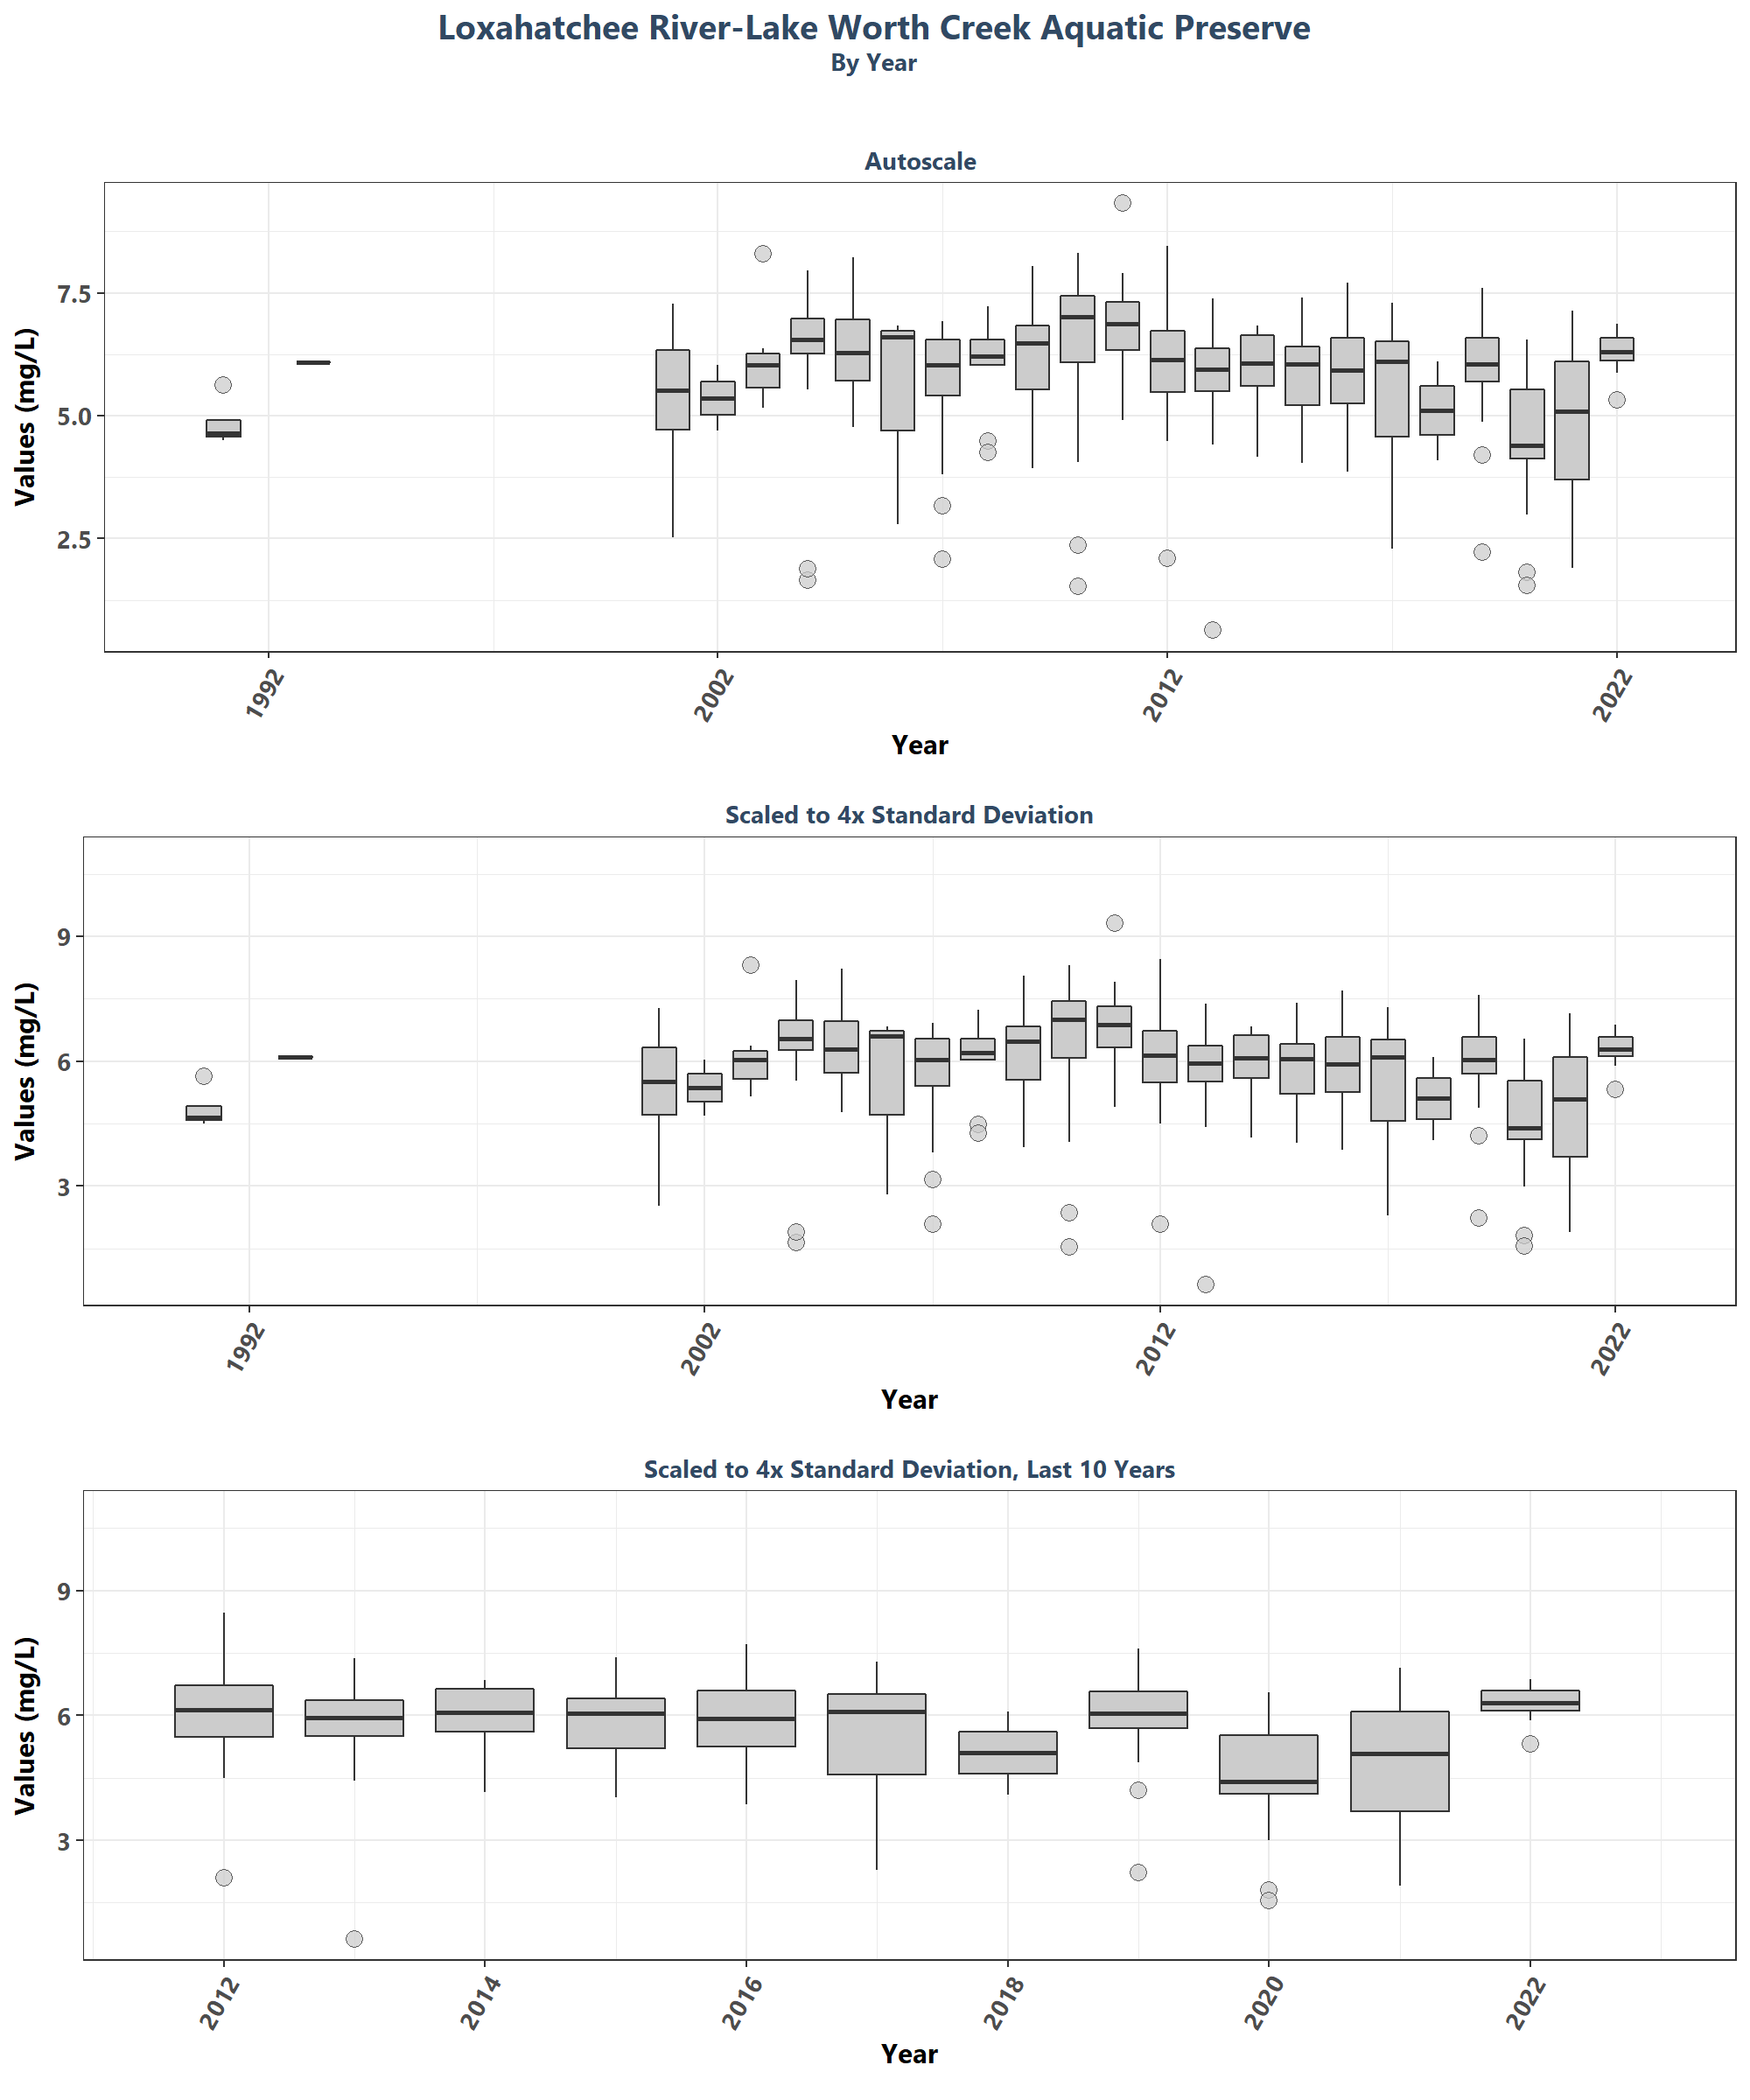 Loxahatchee River-Lake Worth Creek Aquatic Preserve
By Year
Autoscale
Values (mg/L)
7.5
5.0
2.5
1992
2002
2012
2022
Year
Scaled to 4x Standard Deviation
Values (mg/L)
9
6
3
1992
2002
2012
2022
Year
Scaled to 4x Standard Deviation, Last 10 Years
Values (mg/L)
9
6
3
2012
2014
2016
2018
2020
2022
Year